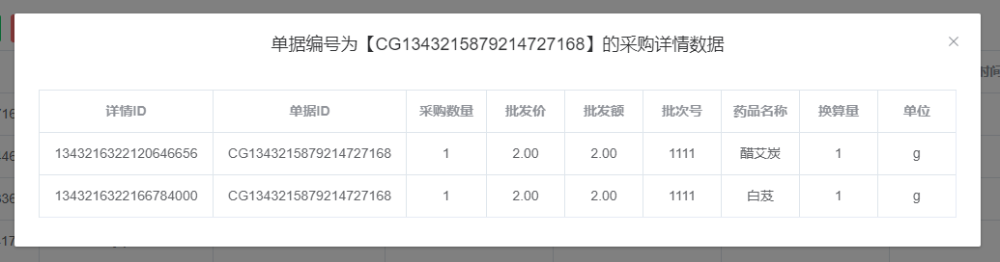 单据编号为【CG1343215879214727168】的采购详情数据
详情ID 单据ID 采购数量 批发价 批发额 批次号 药品名称 换算量 单位
1343216322120646656 CG1343215879214727168 1 2.00 2.00 1111 醋艾炭 1 g
1343216322166784000 CG1343215879214727168 1 2.00 2.00 1111 白芨 1 g
时间